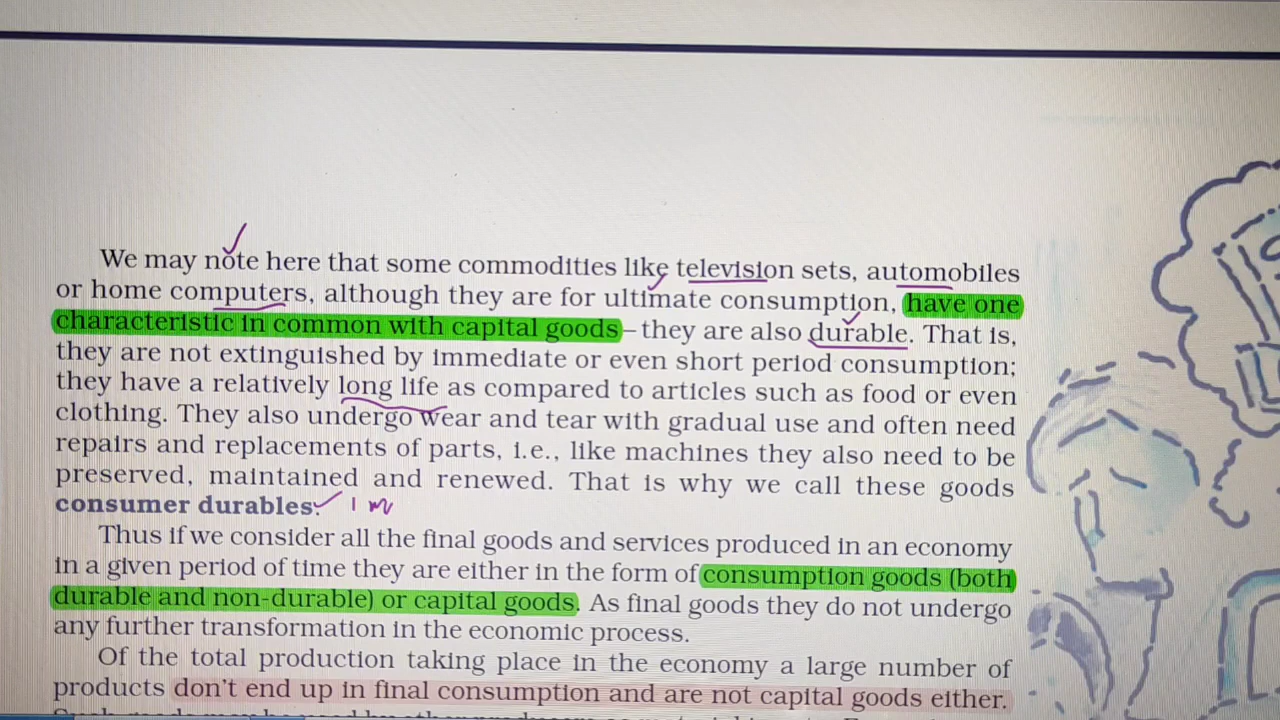 We may note here that some commodities like television sets, automobiles
or home computers, although they are for ultimate consumption, have one
characteristic in common with capital goods – they are also durable. That is,
they are not extinguished by immediate or even short period consumption;
they have a relatively long life as compared to articles such as food or even
clothing. They also undergo wear and tear with gradual use and often need
repairs and replacements of parts, i.e., like machines they also need to be
preserved, maintained and renewed. That is why we call these goods
consumer durables. 1 m
Thus if we consider all the final goods and services produced in an economy
in a given period of time they are either in the form of consumption goods (both
durable and non-durable) or capital goods. As final goods they do not undergo
any further transformation in the economic process.
Of the total production taking place in the economy a large number of
products don't end up in final consumption and are not capital goods either.